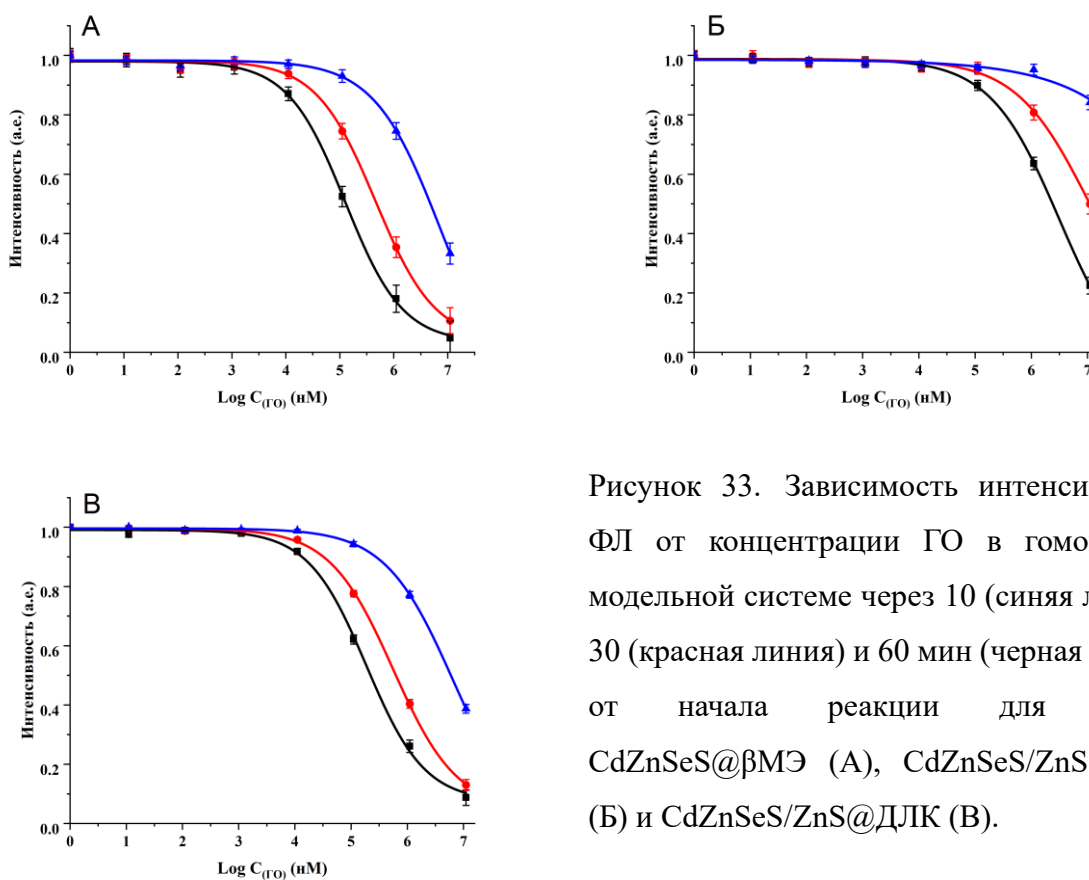 А
Интенсивность (а.е.)
1.0
0.8
0.6
0.4
0.2
0.0
0 1 2 3 4 5 6 7
Log C(ГО) (нМ)
Б
Интенсивность (а.е.)
1.0
0.8
0.6
0.4
0.2
0.0
0 1 2 3 4 5 6 7
Log C(ГО) (нМ)
В
Интенсивность (а.е.)
1.0
0.8
0.6
0.4
0.2
0.0
0 1 2 3 4 5 6 7
Log C(ГО) (нМ)
Рисунок 33. Зависимость интенси
ФЛ от концентрации ГО в гомо
модельной системе через 10 (синяя
30 (красная линия) и 60 мин (черная
от начала реакции для
CdZnSeS@βМЭ (А), CdZnSeS/ZnS
(Б) и CdZnSeS/ZnS@ДЛК (В).